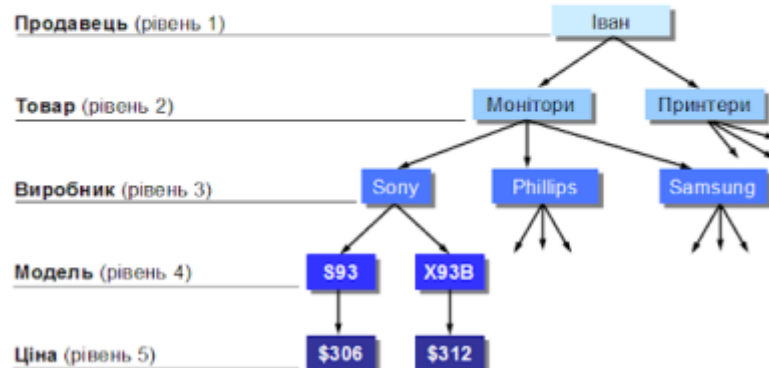 Продавець (рівень 1)
Іван
Товар (рівень 2)
Монітори
Принтери
Виробник (рівень 3)
Sony
Phillips
Samsung
Модель (рівень 4)
S93
X93B
Ціна (рівень 5)
$306
$312